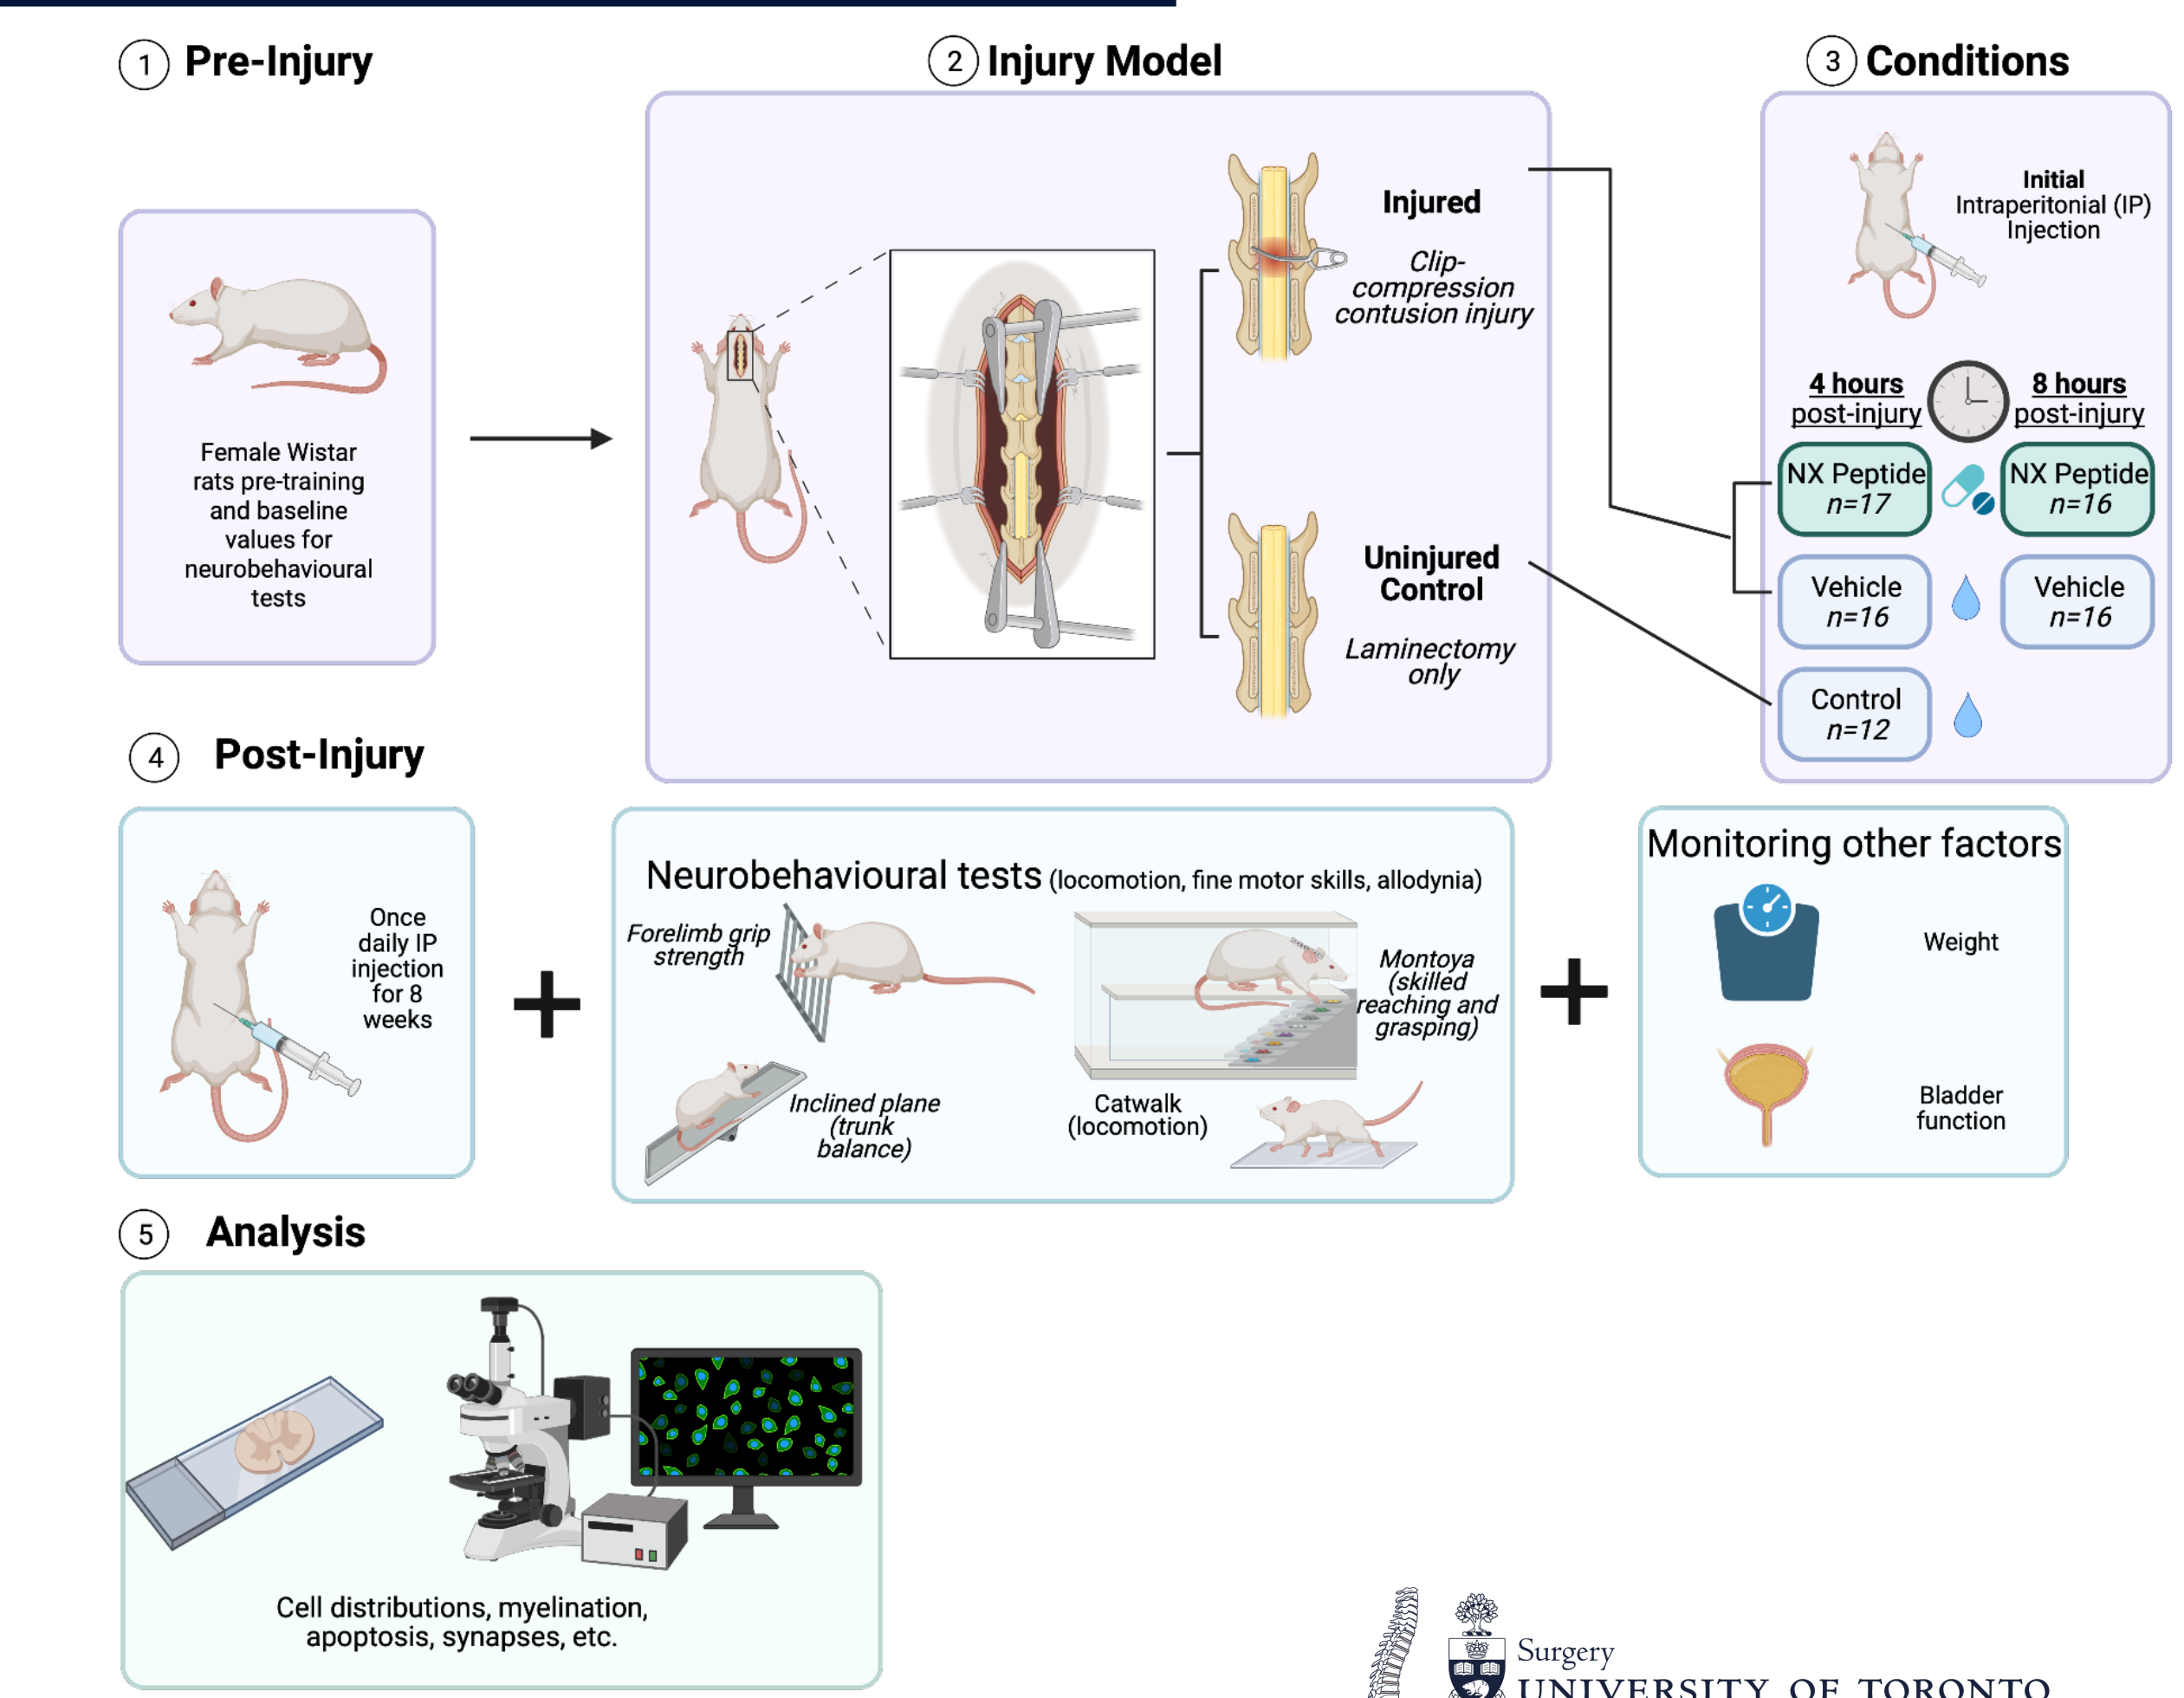 1 Pre-Injury
Female Wistar
rats pre-training
and baseline
values for
neurobehavioural
tests
2 Injury Model
Injured
Clip-
compression
contusion injury
Uninjured
Control
Laminectomy
only
3 Conditions
Initial
Intraperitonial (IP)
Injection
4 hours
post-injury
8 hours
post-injury
NX Peptide
n=17
NX Peptide
n=16
Vehicle
n=16
Vehicle
n=16
Control
n=12
4 Post-Injury
Once
daily IP
injection
for 8
weeks
Neurobehavioural tests (locomotion, fine motor skills, allodynia)
Forelimb grip
strength
Montoya
(skilled
reaching and
grasping)
Inclined plane
(trunk
balance)
Catwalk
(locomotion)
Monitoring other factors
Weight
Bladder
function
5 Analysis
Cell distributions, myelination,
apoptosis, synapses, etc.
Surgery
UNIVERSITY OF TORONTO